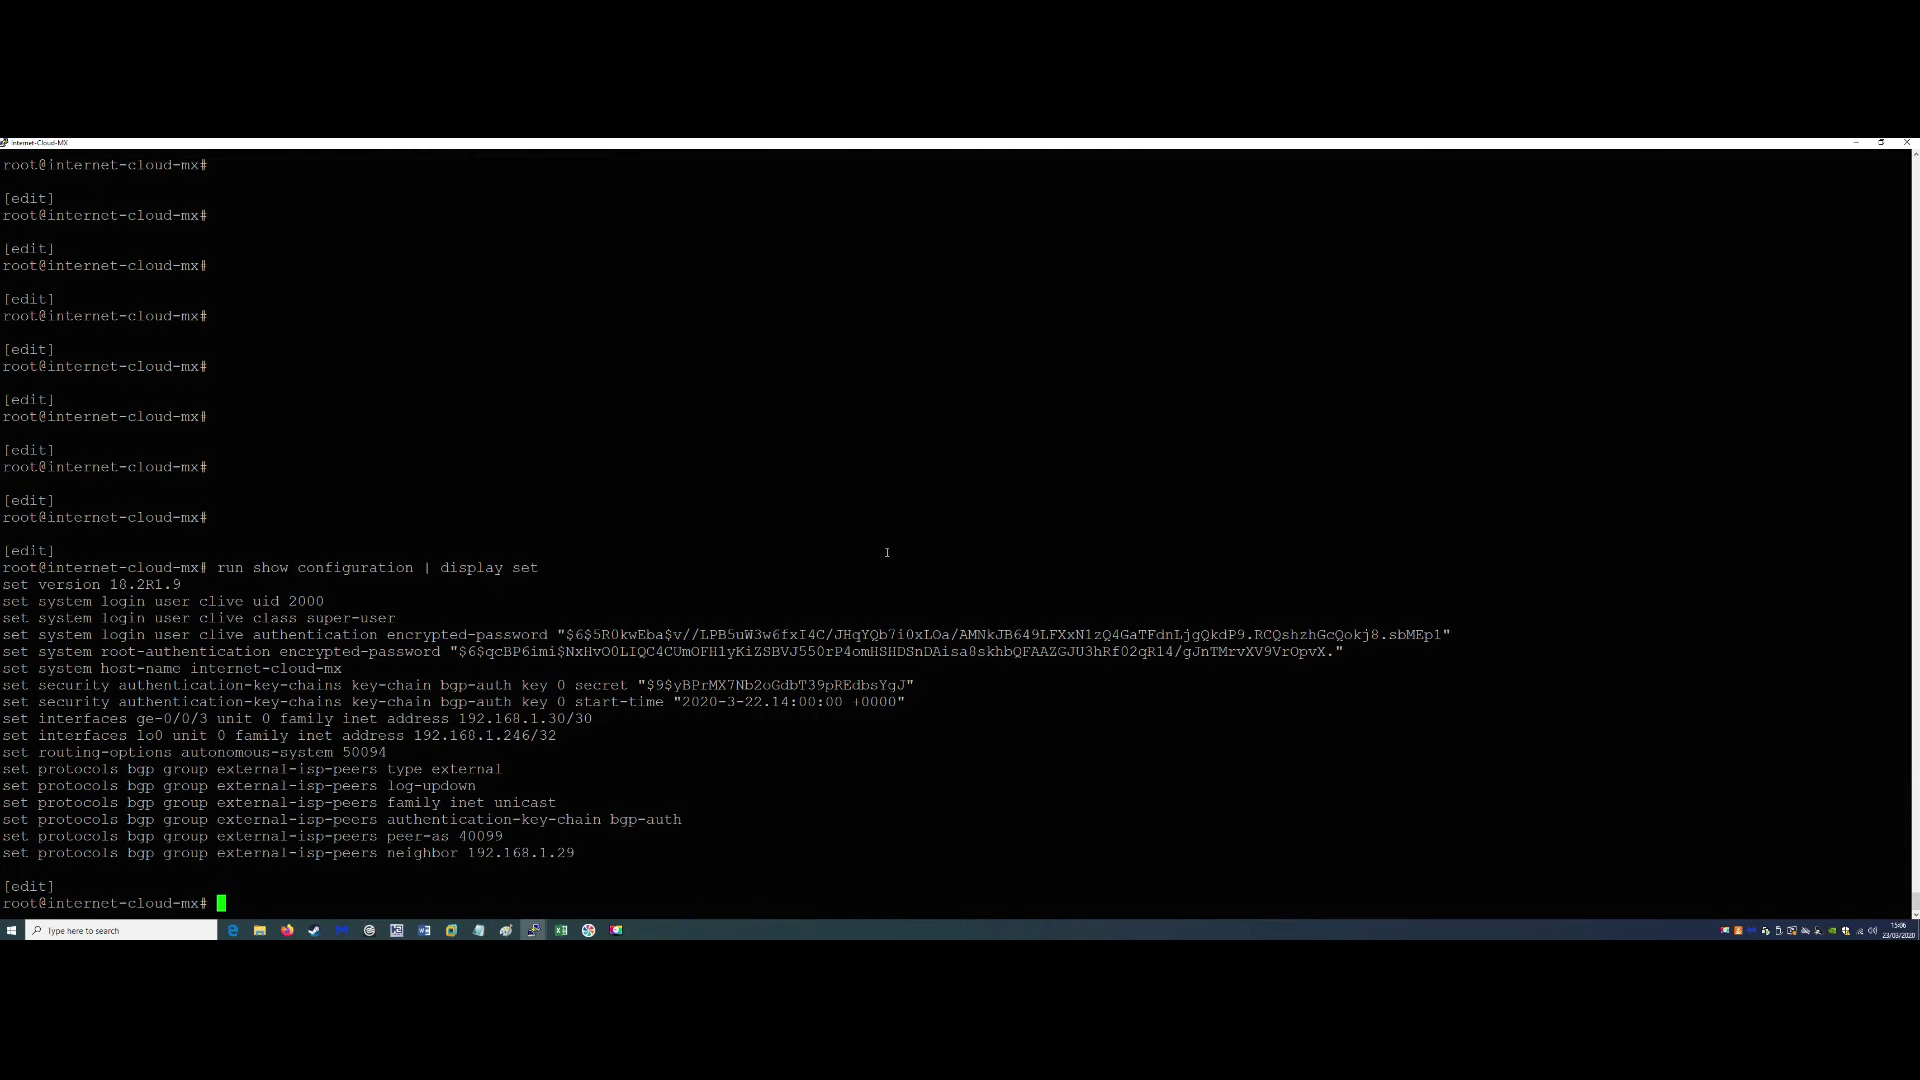 Internet-Cloud-MX
root@internet-cloud-mx#
[edit]
root@internet-cloud-mx#
[edit]
root@internet-cloud-mx#
[edit]
root@internet-cloud-mx#
[edit]
root@internet-cloud-mx#
[edit]
root@internet-cloud-mx#
[edit]
root@internet-cloud-mx#
[edit]
root@internet-cloud-mx#
[edit]
root@internet-cloud-mx# run show configuration | display set
set version 18.2R1.9
set system login user clive uid 2000
set system login user clive class super-user
set system login user clive authentication encrypted-password "$6$5R0kwEba$v//LPB5uW3w6fxI4C/JHqYQb7i0xLOa/AMNkJB649LFXxN1zQ4GaTFdnLjgQkdP9.RCQshzhGcQokj8.sbMEp1"
set system root-authentication encrypted-password "$6$qcBP6imi$NxHvO0LIQC4CUmOFH1yKiZSBVJ550rP4omHSHDSnDAisa8skhbQFAAZGJU3hRf02qR14/gJnTMrvXV9VrOpvX."
set system host-name internet-cloud-mx
set security authentication-key-chains key-chain bgp-auth key 0 secret "$9$yBPrMX7Nb2oGdbT39pREdbsYgJ"
set security authentication-key-chains key-chain bgp-auth key 0 start-time "2020-3-22.14:00:00 +0000"
set interfaces ge-0/0/3 unit 0 family inet address 192.168.1.30/30
set interfaces lo0 unit 0 family inet address 192.168.1.246/32
set routing-options autonomous-system 50094
set protocols bgp group external-isp-peers type external
set protocols bgp group external-isp-peers log-updown
set protocols bgp group external-isp-peers family inet unicast
set protocols bgp group external-isp-peers authentication-key-chain bgp-auth
set protocols bgp group external-isp-peers peer-as 40099
set protocols bgp group external-isp-peers neighbor 192.168.1.29
[edit]
root@internet-cloud-mx#
Type here to search
15:06
23/03/2020